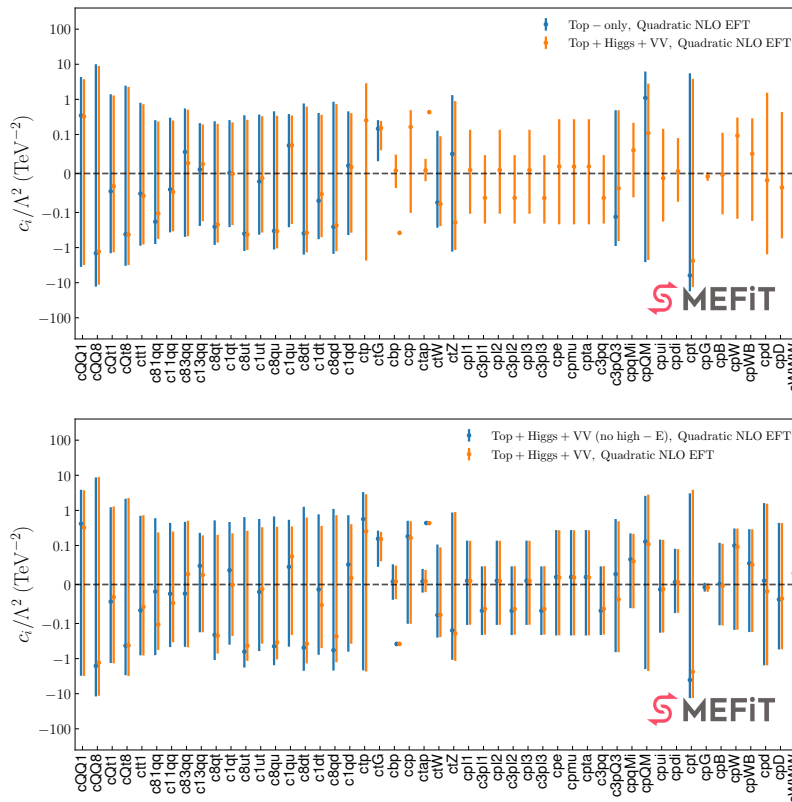 Top − only, Quadratic NLO EFT
Top + Higgs + VV, Quadratic NLO EFT
100
10
1
0.1
0
−0.1
−1
−10
−100
c_i/Λ² (TeV⁻²)
SMEFiT
cQQ1 cQQ8 cQt1 cQt8 ctt1 c81qq c11qq c83qq c13qq c8qt c1qt c8ut c1ut c8qu c1qu c8dt c1dt c8qd c1qd ctp ctG cbp ccp ctap ctW ctZ cpl1 c3pl1 cpl2 c3pl2 cpl3 c3pl3 cpe cpmu cpta c3pq c3pQ3 cpqMi cpQM cpui cpdi cpt cpG cpB cpW cpWB cpd cpD cWWW
Top + Higgs + VV (no high − E), Quadratic NLO EFT
Top + Higgs + VV, Quadratic NLO EFT
100
10
1
0.1
0
−0.1
−1
−10
−100
c_i/Λ² (TeV⁻²)
SMEFiT
cQQ1 cQQ8 cQt1 cQt8 ctt1 c81qq c11qq c83qq c13qq c8qt c1qt c8ut c1ut c8qu c1qu c8dt c1dt c8qd c1qd ctp ctG cbp ccp ctap ctW ctZ cpl1 c3pl1 cpl2 c3pl2 cpl3 c3pl3 cpe cpmu cpta c3pq c3pQ3 cpqMi cpQM cpui cpdi cpt cpG cpB cpW cpWB cpd cpD